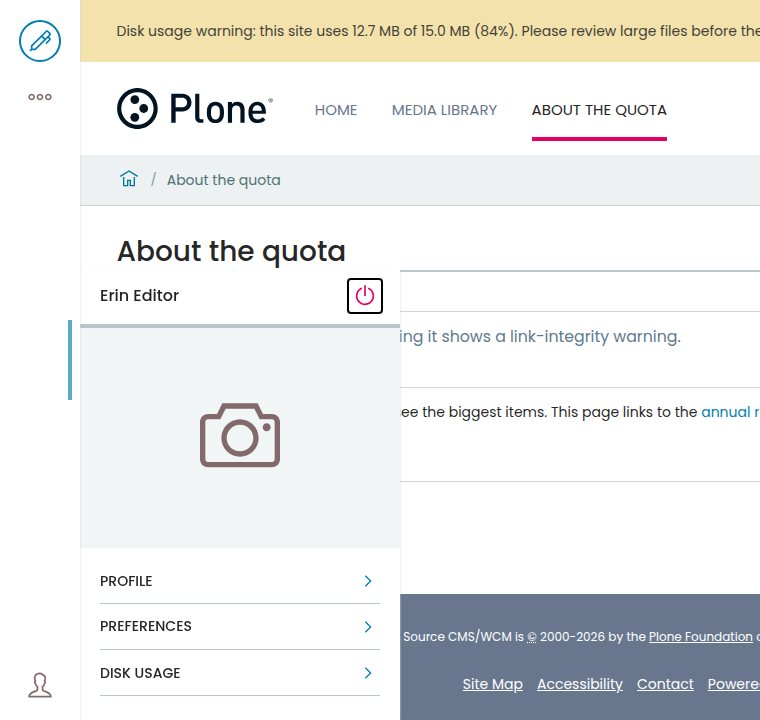 Disk usage warning: this site uses 12.7 MB of 15.0 MB (84%). Please review large files before the
Plone®
HOME
MEDIA LIBRARY
ABOUT THE QUOTA
/ About the quota
About the quota
Erin Editor
ing it shows a link-integrity warning.
ee the biggest items. This page links to the annual r
PROFILE
PREFERENCES
DISK USAGE
Source CMS/WCM is © 2000-2026 by the Plone Foundation
Site Map
Accessibility
Contact
Powere